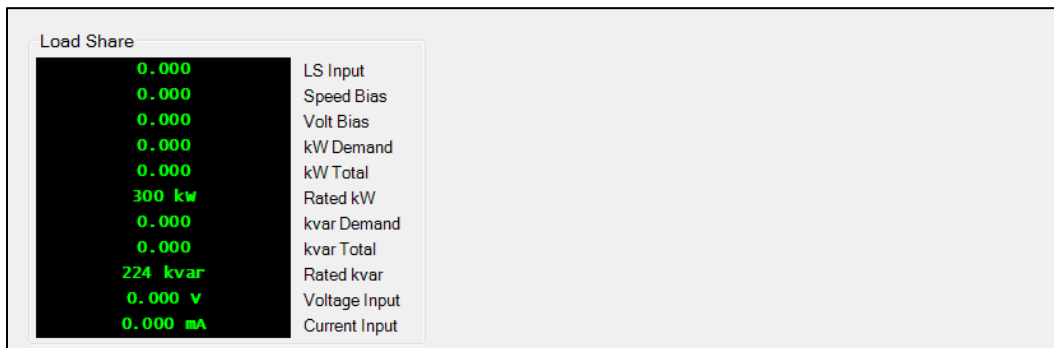 Load Share
0.000 LS Input
0.000 Speed Bias
0.000 Volt Bias
0.000 kW Demand
0.000 kW Total
300 kW Rated kW
0.000 kvar Demand
0.000 kvar Total
224 kvar Rated kvar
0.000 V Voltage Input
0.000 mA Current Input